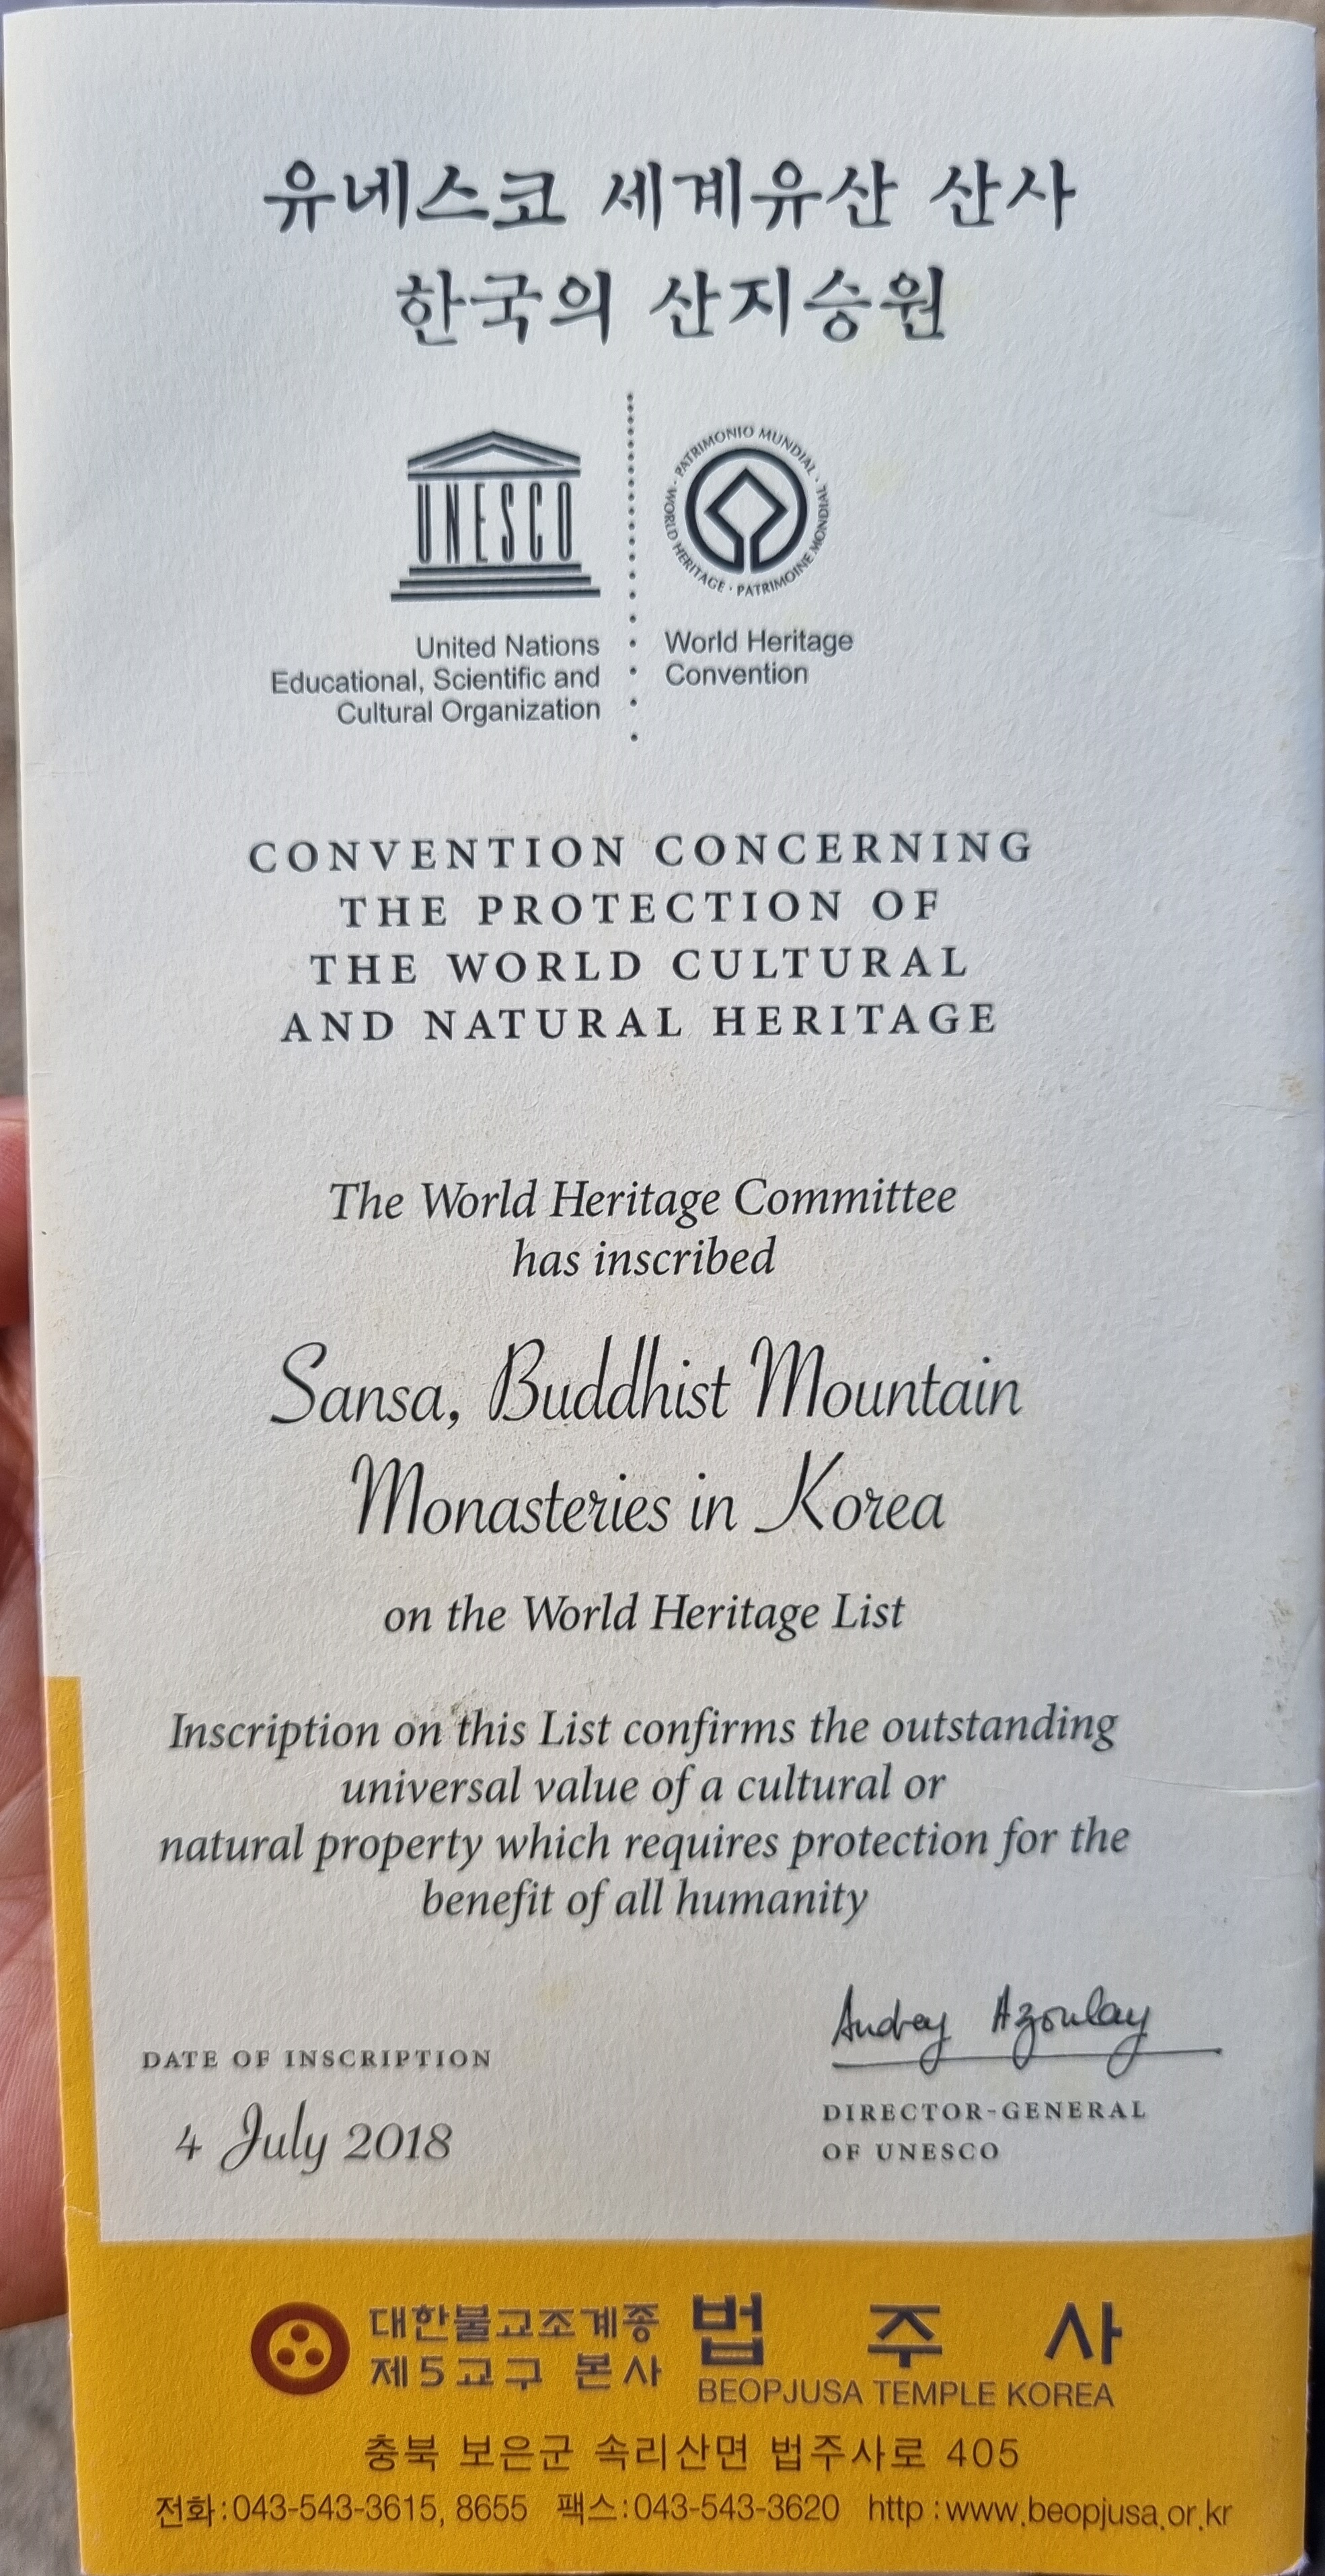 유네스코 세계유산 산사
한국의 산지승원
UNESCO
PATRIMONIO MUNDIAL · WORLD HERITAGE · PATRIMOINE MONDIAL ·
United Nations
Educational, Scientific and
Cultural Organization
World Heritage
Convention
CONVENTION CONCERNING
THE PROTECTION OF
THE WORLD CULTURAL
AND NATURAL HERITAGE
The World Heritage Committee
has inscribed
Sansa, Buddhist Mountain
Monasteries in Korea
on the World Heritage List
Inscription on this List confirms the outstanding
universal value of a cultural or
natural property which requires protection for the
benefit of all humanity
DATE OF INSCRIPTION
4 July 2018
Audrey Azoulay
DIRECTOR-GENERAL
OF UNESCO
대한불교조계종
제5교구 본사
법 주 사
BEOPJUSA TEMPLE KOREA
충북 보은군 속리산면 법주사로 405
전화:043-543-3615, 8655 팩스:043-543-3620 http:www.beopjusa.or.kr